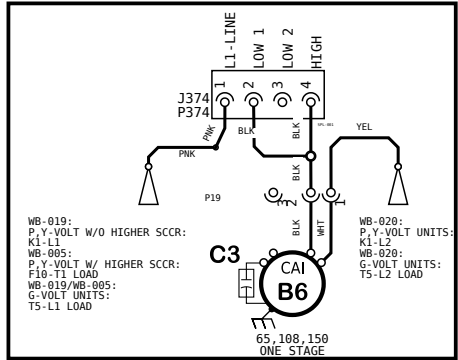 L1-LINE
LOW 1
LOW 2
HIGH
1
2
3
4
J374
P374
PNK
BLK
BLK
YEL
PNK
BLK
P19
3
2
1
WB-019:
P,Y-VOLT W/O HIGHER SCCR:
K1-L1
WB-005:
P,Y-VOLT W/ HIGHER SCCR:
F10-T1 LOAD
WB-019/WB-005:
G-VOLT UNITS:
T5-L1 LOAD
BLK
WHT
WB-020:
P,Y-VOLT UNITS:
K1-L2
WB-020:
G-VOLT UNITS:
T5-L2 LOAD
C3
CAI
B6
65,108,150
ONE STAGE